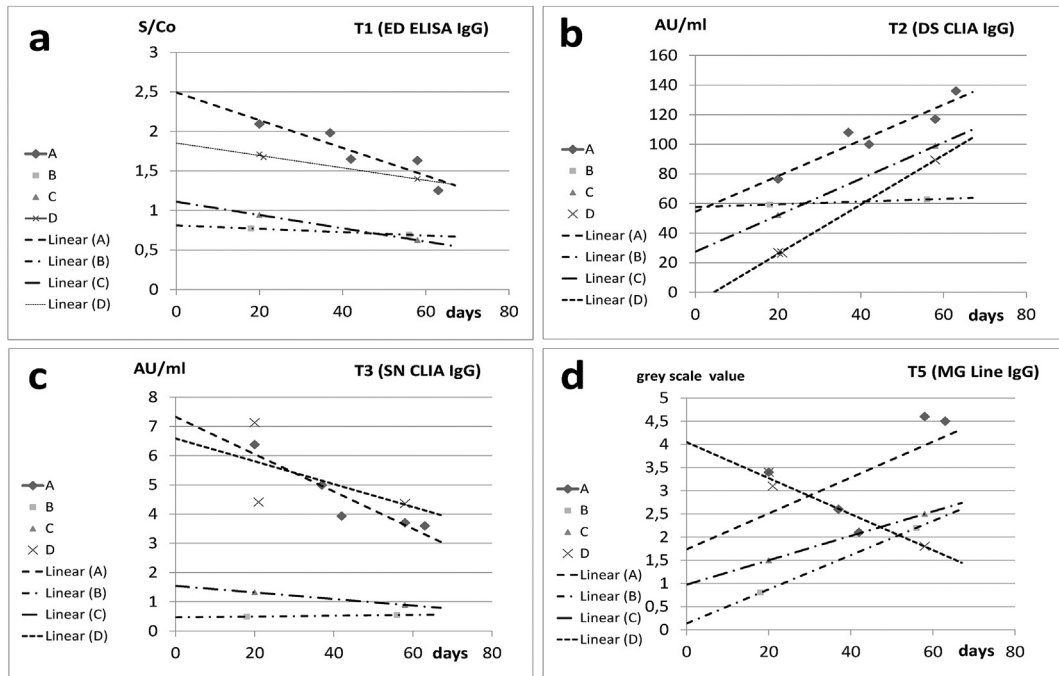 a
S/Co
T1 (ED ELISA IgG)
3
2,5
2
1,5
1
0,5
0
0 20 40 60 days 80
A
B
C
D
Linear (A)
Linear (B)
Linear (C)
Linear (D)
b
AU/ml
T2 (DS CLIA IgG)
160
140
120
100
80
60
40
20
0
0 20 40 60 days 80
A
B
C
D
Linear (A)
Linear (B)
Linear (C)
Linear (D)
c
AU/ml
T3 (SN CLIA IgG)
8
7
6
5
4
3
2
1
0
0 20 40 60 days 80
A
B
C
D
Linear (A)
Linear (B)
Linear (C)
Linear (D)
d
grey scale value
T5 (MG Line IgG)
5
4,5
4
3,5
3
2,5
2
1,5
1
0,5
0
0 20 40 60 days 80
A
B
C
D
Linear (A)
Linear (B)
Linear (C)
Linear (D)